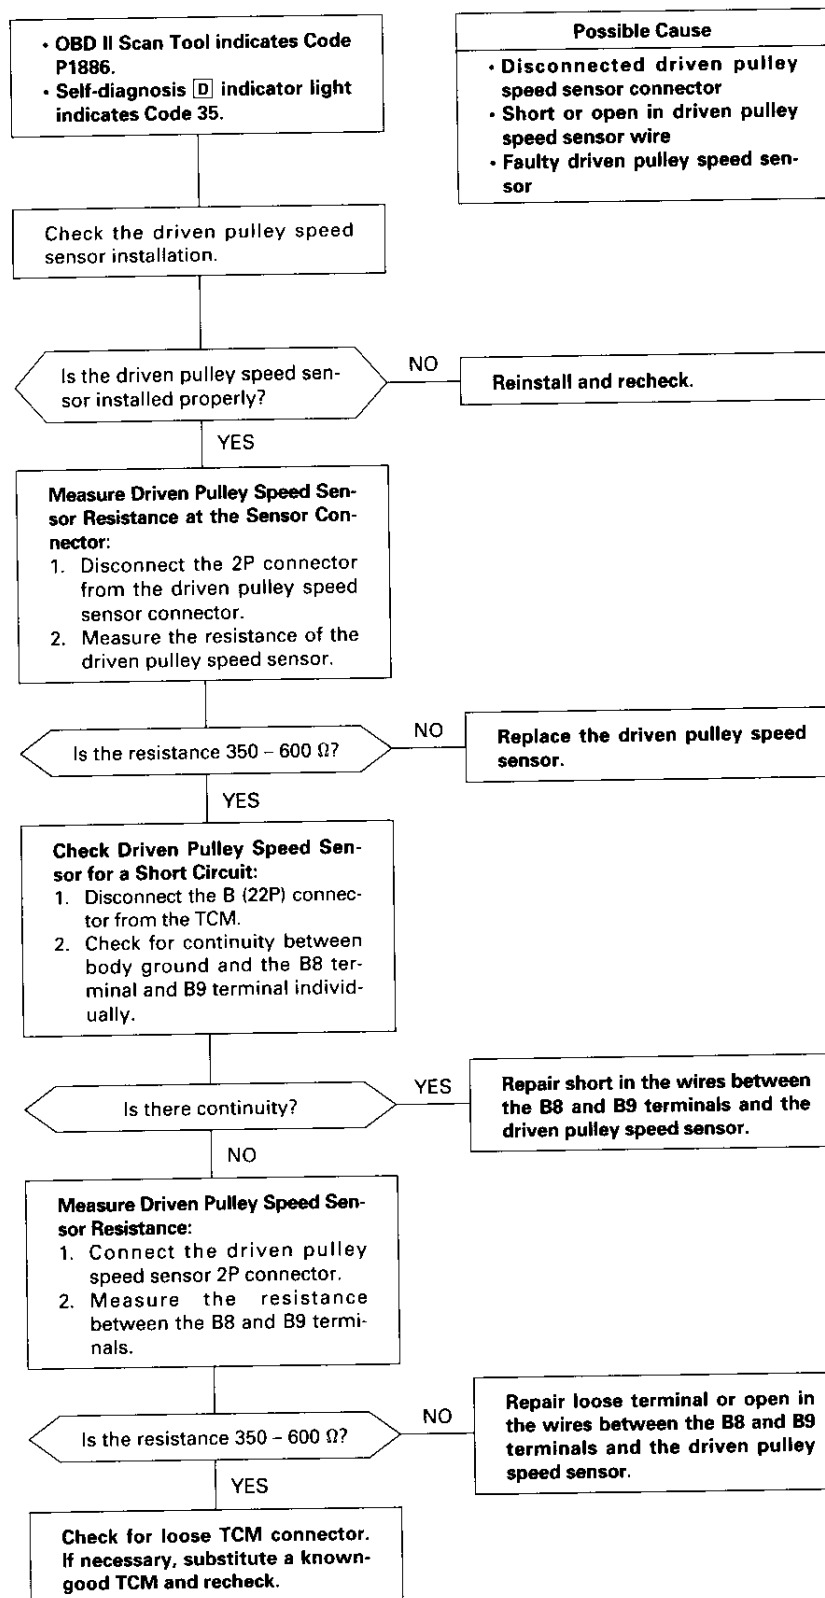 • OBD II Scan Tool indicates Code
P1886.
• Self-diagnosis D indicator light
indicates Code 35.
Possible Cause
• Disconnected driven pulley
speed sensor connector
• Short or open in driven pulley
speed sensor wire
• Faulty driven pulley speed sen-
sor
Check the driven pulley speed
sensor installation.
Is the driven pulley speed sen-
sor installed properly?
NO
Reinstall and recheck.
YES
Measure Driven Pulley Speed Sen-
sor Resistance at the Sensor Con-
nector:
1. Disconnect the 2P connector
from the driven pulley speed
sensor connector.
2. Measure the resistance of the
driven pulley speed sensor.
Is the resistance 350 – 600 Ω?
NO
Replace the driven pulley speed
sensor.
YES
Check Driven Pulley Speed Sen-
sor for a Short Circuit:
1. Disconnect the B (22P) connec-
tor from the TCM.
2. Check for continuity between
body ground and the B8 ter-
minal and B9 terminal individ-
ually.
Is there continuity?
YES
Repair short in the wires between
the B8 and B9 terminals and the
driven pulley speed sensor.
NO
Measure Driven Pulley Speed Sen-
sor Resistance:
1. Connect the driven pulley
speed sensor 2P connector.
2. Measure the resistance
between the B8 and B9 termi-
nals.
Is the resistance 350 – 600 Ω?
NO
Repair loose terminal or open in
the wires between the B8 and B9
terminals and the driven pulley
speed sensor.
YES
Check for loose TCM connector.
If necessary, substitute a known-
good TCM and recheck.